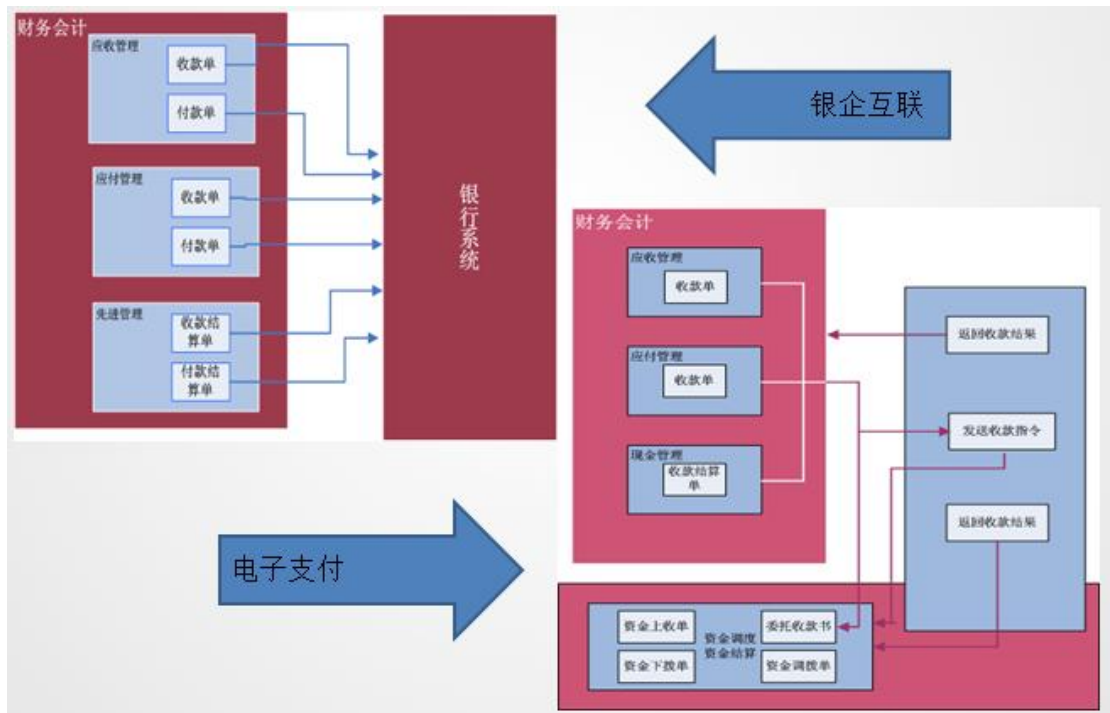 财务会计
应收管理
收款单
付款单
应付管理
收款单
付款单
先进管理
收款结
算单
付款结
算单
银行系统
银企互联
电子支付
财务会计
应收管理
收款单
应付管理
收款单
现金管理
收款结算
单
返回收款结果
发送收款指令
返回收款结果
资金上收单
委托收款书
资金调度
资金结算
资金下拨单
资金调拨单